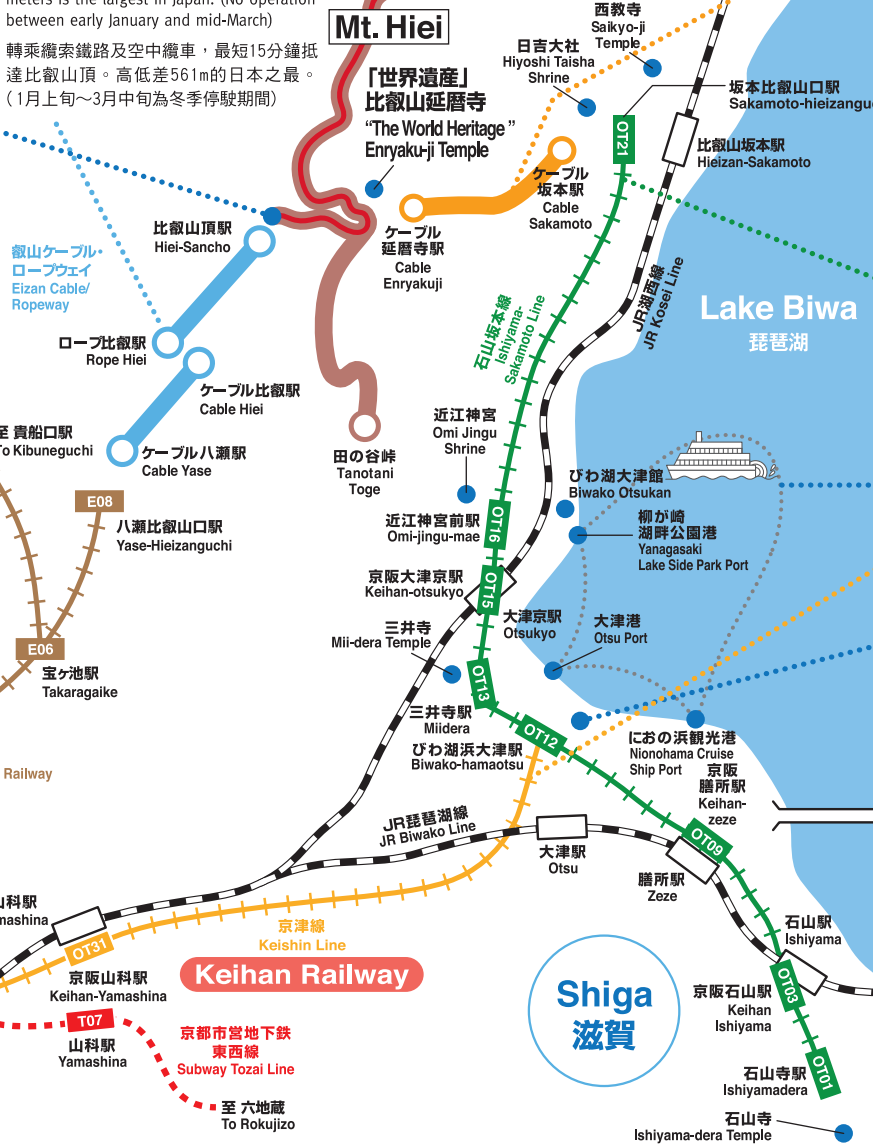 meters is the largest in Japan. (No operation
between early January and mid-March)
轉乘纜索鐵路及空中纜車，最短15分鐘抵
達比叡山頂。高低差561m的日本之最。
（1月上旬～3月中旬為冬季停駛期間）
Mt. Hiei
西教寺
Saikyo-ji
Temple
日吉大社
Hiyoshi Taisha
Shrine
「世界遺産」
比叡山延暦寺
“The World Heritage”
Enryaku-ji Temple
坂本比叡山口駅
Sakamoto-hieizangu
OT21
比叡山坂本駅
Hieizan-Sakamoto
ケーブル
坂本駅
Cable
Sakamoto
比叡山頂駅
Hiei-Sancho
ケーブル
延暦寺駅
Cable
Enryakuji
叡山ケーブル・
ロープウェイ
Eizan Cable/
Ropeway
JR湖西線
JR Kosei Line
石山坂本線
Ishiyama-
Sakamoto Line
Lake Biwa
琵琶湖
ロープ比叡駅
Rope Hiei
ケーブル比叡駅
Cable Hiei
至 貴船口駅
To Kibuneguchi
ケーブル八瀬駅
Cable Yase
田の谷峠
Tanotani
Toge
近江神宮
Omi Jingu
Shrine
びわ湖大津館
Biwako Otsukan
E08
八瀬比叡山口駅
Yase-Hieizanguchi
近江神宮前駅
Omi-jingu-mae
OT16
柳が崎
湖畔公園港
Yanagasaki
Lake Side Park Port
京阪大津京駅
Keihan-otsukyo
OT15
大津京駅
Otsukyo
大津港
Otsu Port
三井寺
Mii-dera Temple
E06
宝ヶ池駅
Takaragaike
OT13
三井寺駅
Miidera
OT12
びわ湖浜大津駅
Biwako-hamaotsu
におの浜観光港
Nionohama Cruise
Ship Port
京阪
膳所駅
Keihan-
zeze
Railway
JR琵琶湖線
JR Biwako Line
大津駅
Otsu
OT09
膳所駅
Zeze
山科駅
mashina
OT31
京津線
Keishin Line
石山駅
Ishiyama
京阪山科駅
Keihan-Yamashina
Keihan Railway
Shiga
滋賀
京阪石山駅
Keihan
Ishiyama
OT03
T07
山科駅
Yamashina
京都市営地下鉄
東西線
Subway Tozai Line
石山寺駅
Ishiyamadera
OT01
至 六地蔵
To Rokujizo
石山寺
Ishiyama-dera Temple